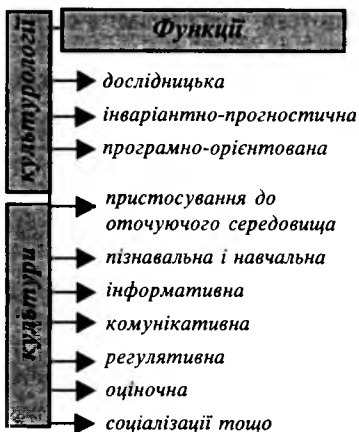 Функції
культурології
дослідницька
інваріантно-прогностична
програмно-орієнтована
культури
пристосування до
оточуючого середовища
пізнавальна і навчальна
інформативна
комунікативна
регулятивна
оціночна
соціалізації тощо